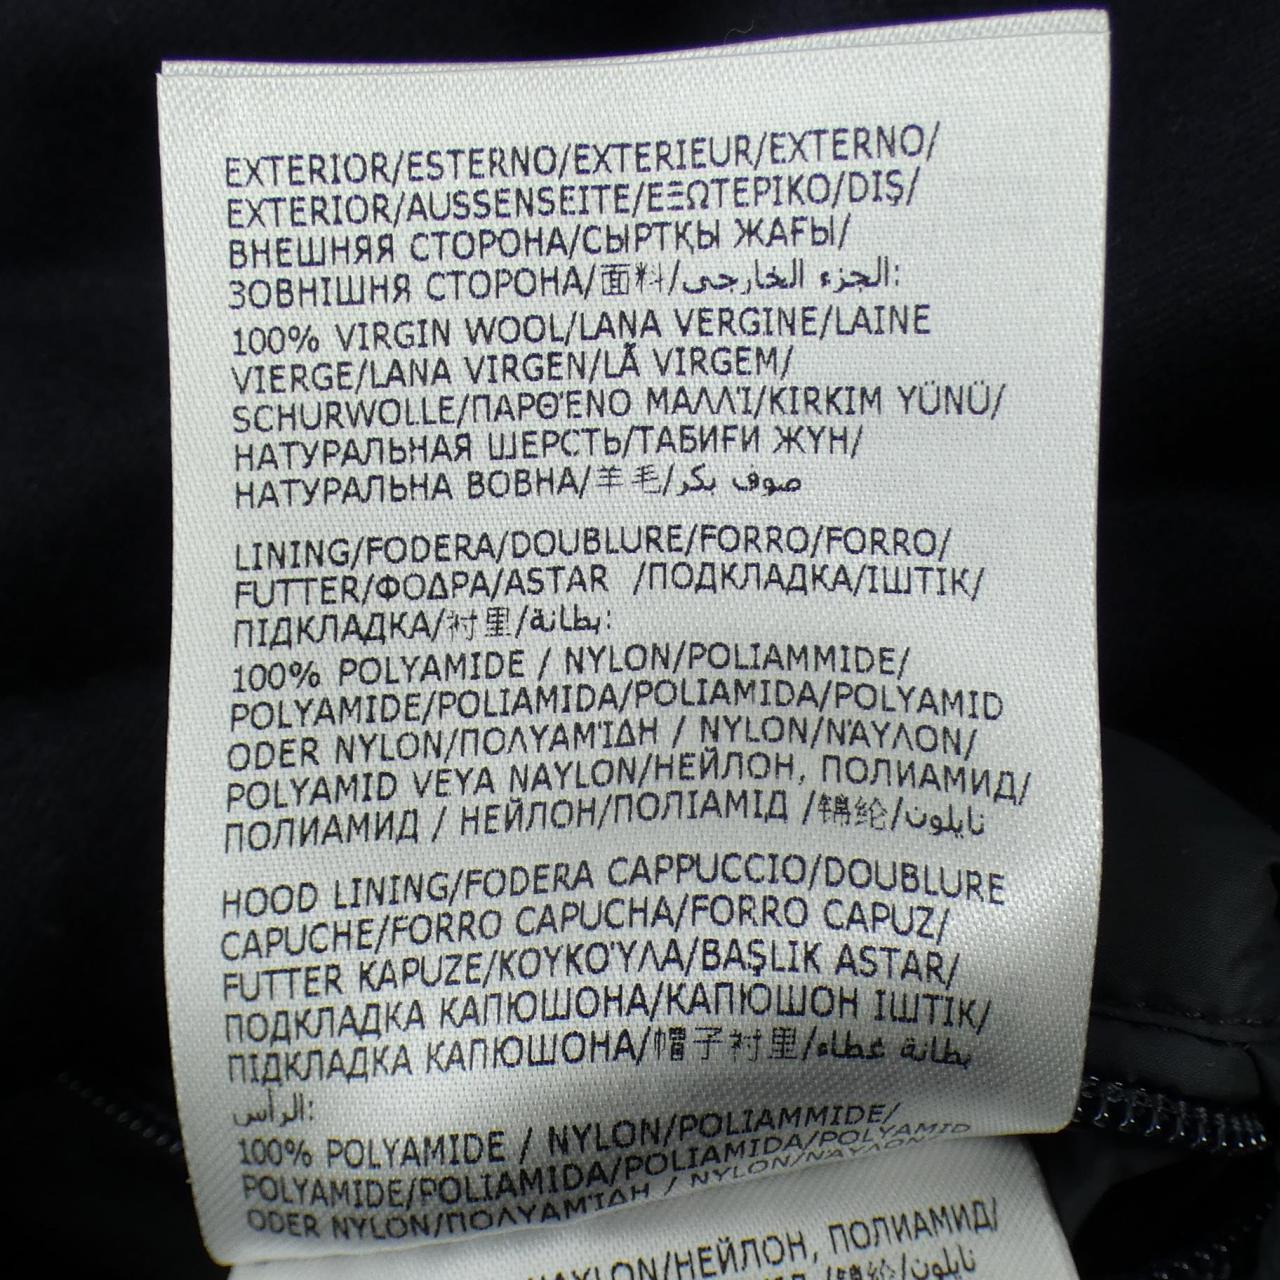 EXTERIOR/ESTERNO/EXTERIEUR/EXTERNO/
EXTERIOR/AUSSENSEITE/ΕΞΩΤΕΡΙΚΟ/DIŞ/
ВНЕШНЯЯ СТОРОНА/СЫРТҚЫ ЖАҒЫ/
ЗОВНІШНЯ СТОРОНА/面料/الجزء الخارجى:
100% VIRGIN WOOL/LANA VERGINE/LAINE
VIERGE/LANA VIRGEN/LÃ VIRGEM/
SCHURWOLLE/ΠΑΡΘΈΝΟ ΜΑΛΛΊ/KIRKIM YÜNÜ/
НАТУРАЛЬНАЯ ШЕРСТЬ/ТАБИҒИ ЖҮН/
НАТУРАЛЬНА ВОВНА/羊毛/صوف بكر
LINING/FODERA/DOUBLURE/FORRO/FORRO/
FUTTER/ΦΟΔΡΑ/ASTAR /ПОДКЛАДКА/ІШТІК/
ПІДКЛАДКА/衬里/بطانة:
100% POLYAMIDE / NYLON/POLIAMMIDE/
POLYAMIDE/POLIAMIDA/POLIAMIDA/POLYAMID
ODER NYLON/ΠΟΛΥΑΜΊΔΗ / NYLON/ΝΆΥΛΟΝ/
POLYAMID VEYA NAYLON/НЕЙЛОН, ПОЛИАМИД/
ПОЛИАМИД / НЕЙЛОН/ПОЛІАМІД /锦纶/نايلون
HOOD LINING/FODERA CAPPUCCIO/DOUBLURE
CAPUCHE/FORRO CAPUCHA/FORRO CAPUZ/
FUTTER KAPUZE/ΚΟΥΚΟΎΛΑ/BAŞLIK ASTAR/
ПОДКЛАДКА КАПЮШОНА/КАПЮШОН ІШТІК/
ПІДКЛАДКА КАПЮШОНА/帽子衬里/بطانة غطاء
الرأس:
100% POLYAMIDE / NYLON/POLIAMMIDE/
POLYAMIDE/POLIAMIDA/POLIAMIDA/POLYAMID
ODER NYLON/ΠΟΛΥΑΜΊΔΗ / NYLON/ΝΆΥΛΟΝ/
NAYLON/НЕЙЛОН, ПОЛИАМИД/
نايلون